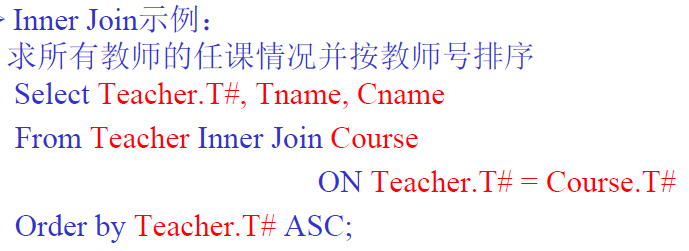 Inner Join示例：
求所有教师的任课情况并按教师号排序
Select Teacher.T#, Tname, Cname
From Teacher Inner Join Course
ON Teacher.T# = Course.T#
Order by Teacher.T# ASC;